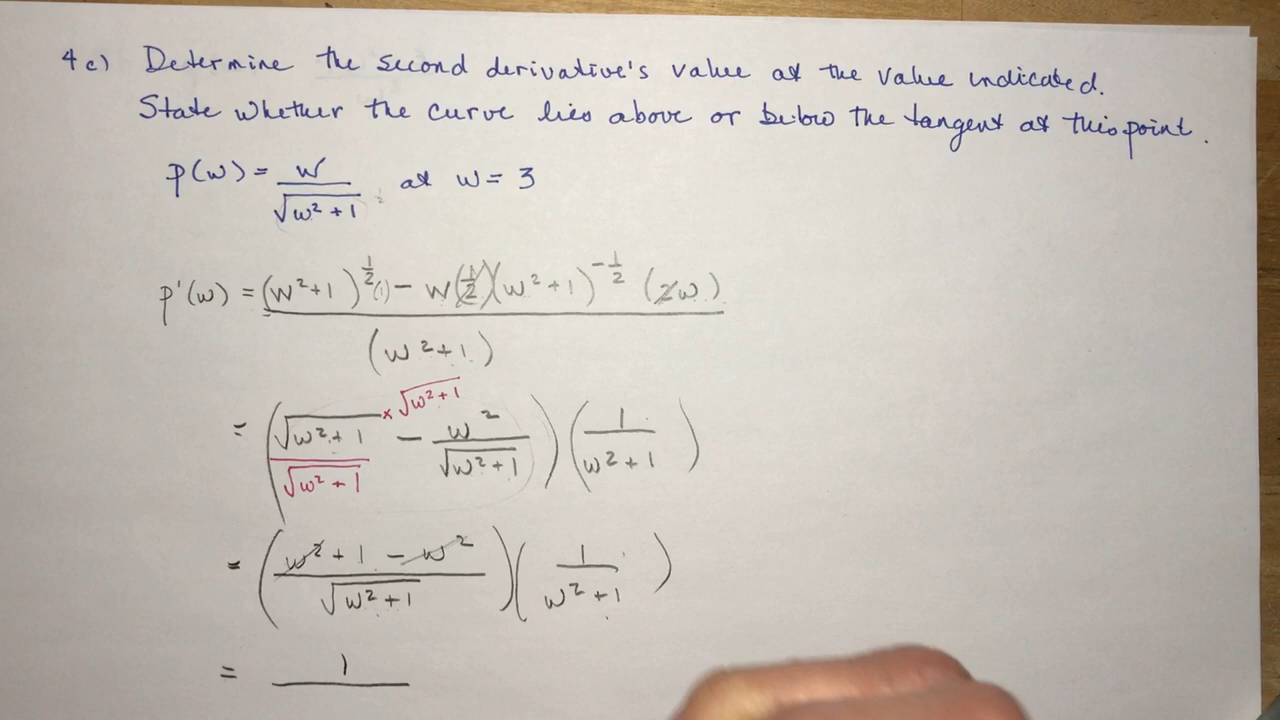 4c) Determine the second derivative's value at the value indicated.
State whether the curve lies above or below the tangent at this point.
p(w) = w / √(w² + 1) at w = 3
p'(w) = ((w²+1)^(1/2) (1) − w(1/2)(w²+1)^(−1/2) (2w)) / (w²+1)
= (√(w²+1) × √(w²+1) / √(w²+1) − w² / √(w²+1)) (1 / (w²+1))
= ((w² + 1 − w²) / √(w²+1)) (1 / (w²+1))
= 1